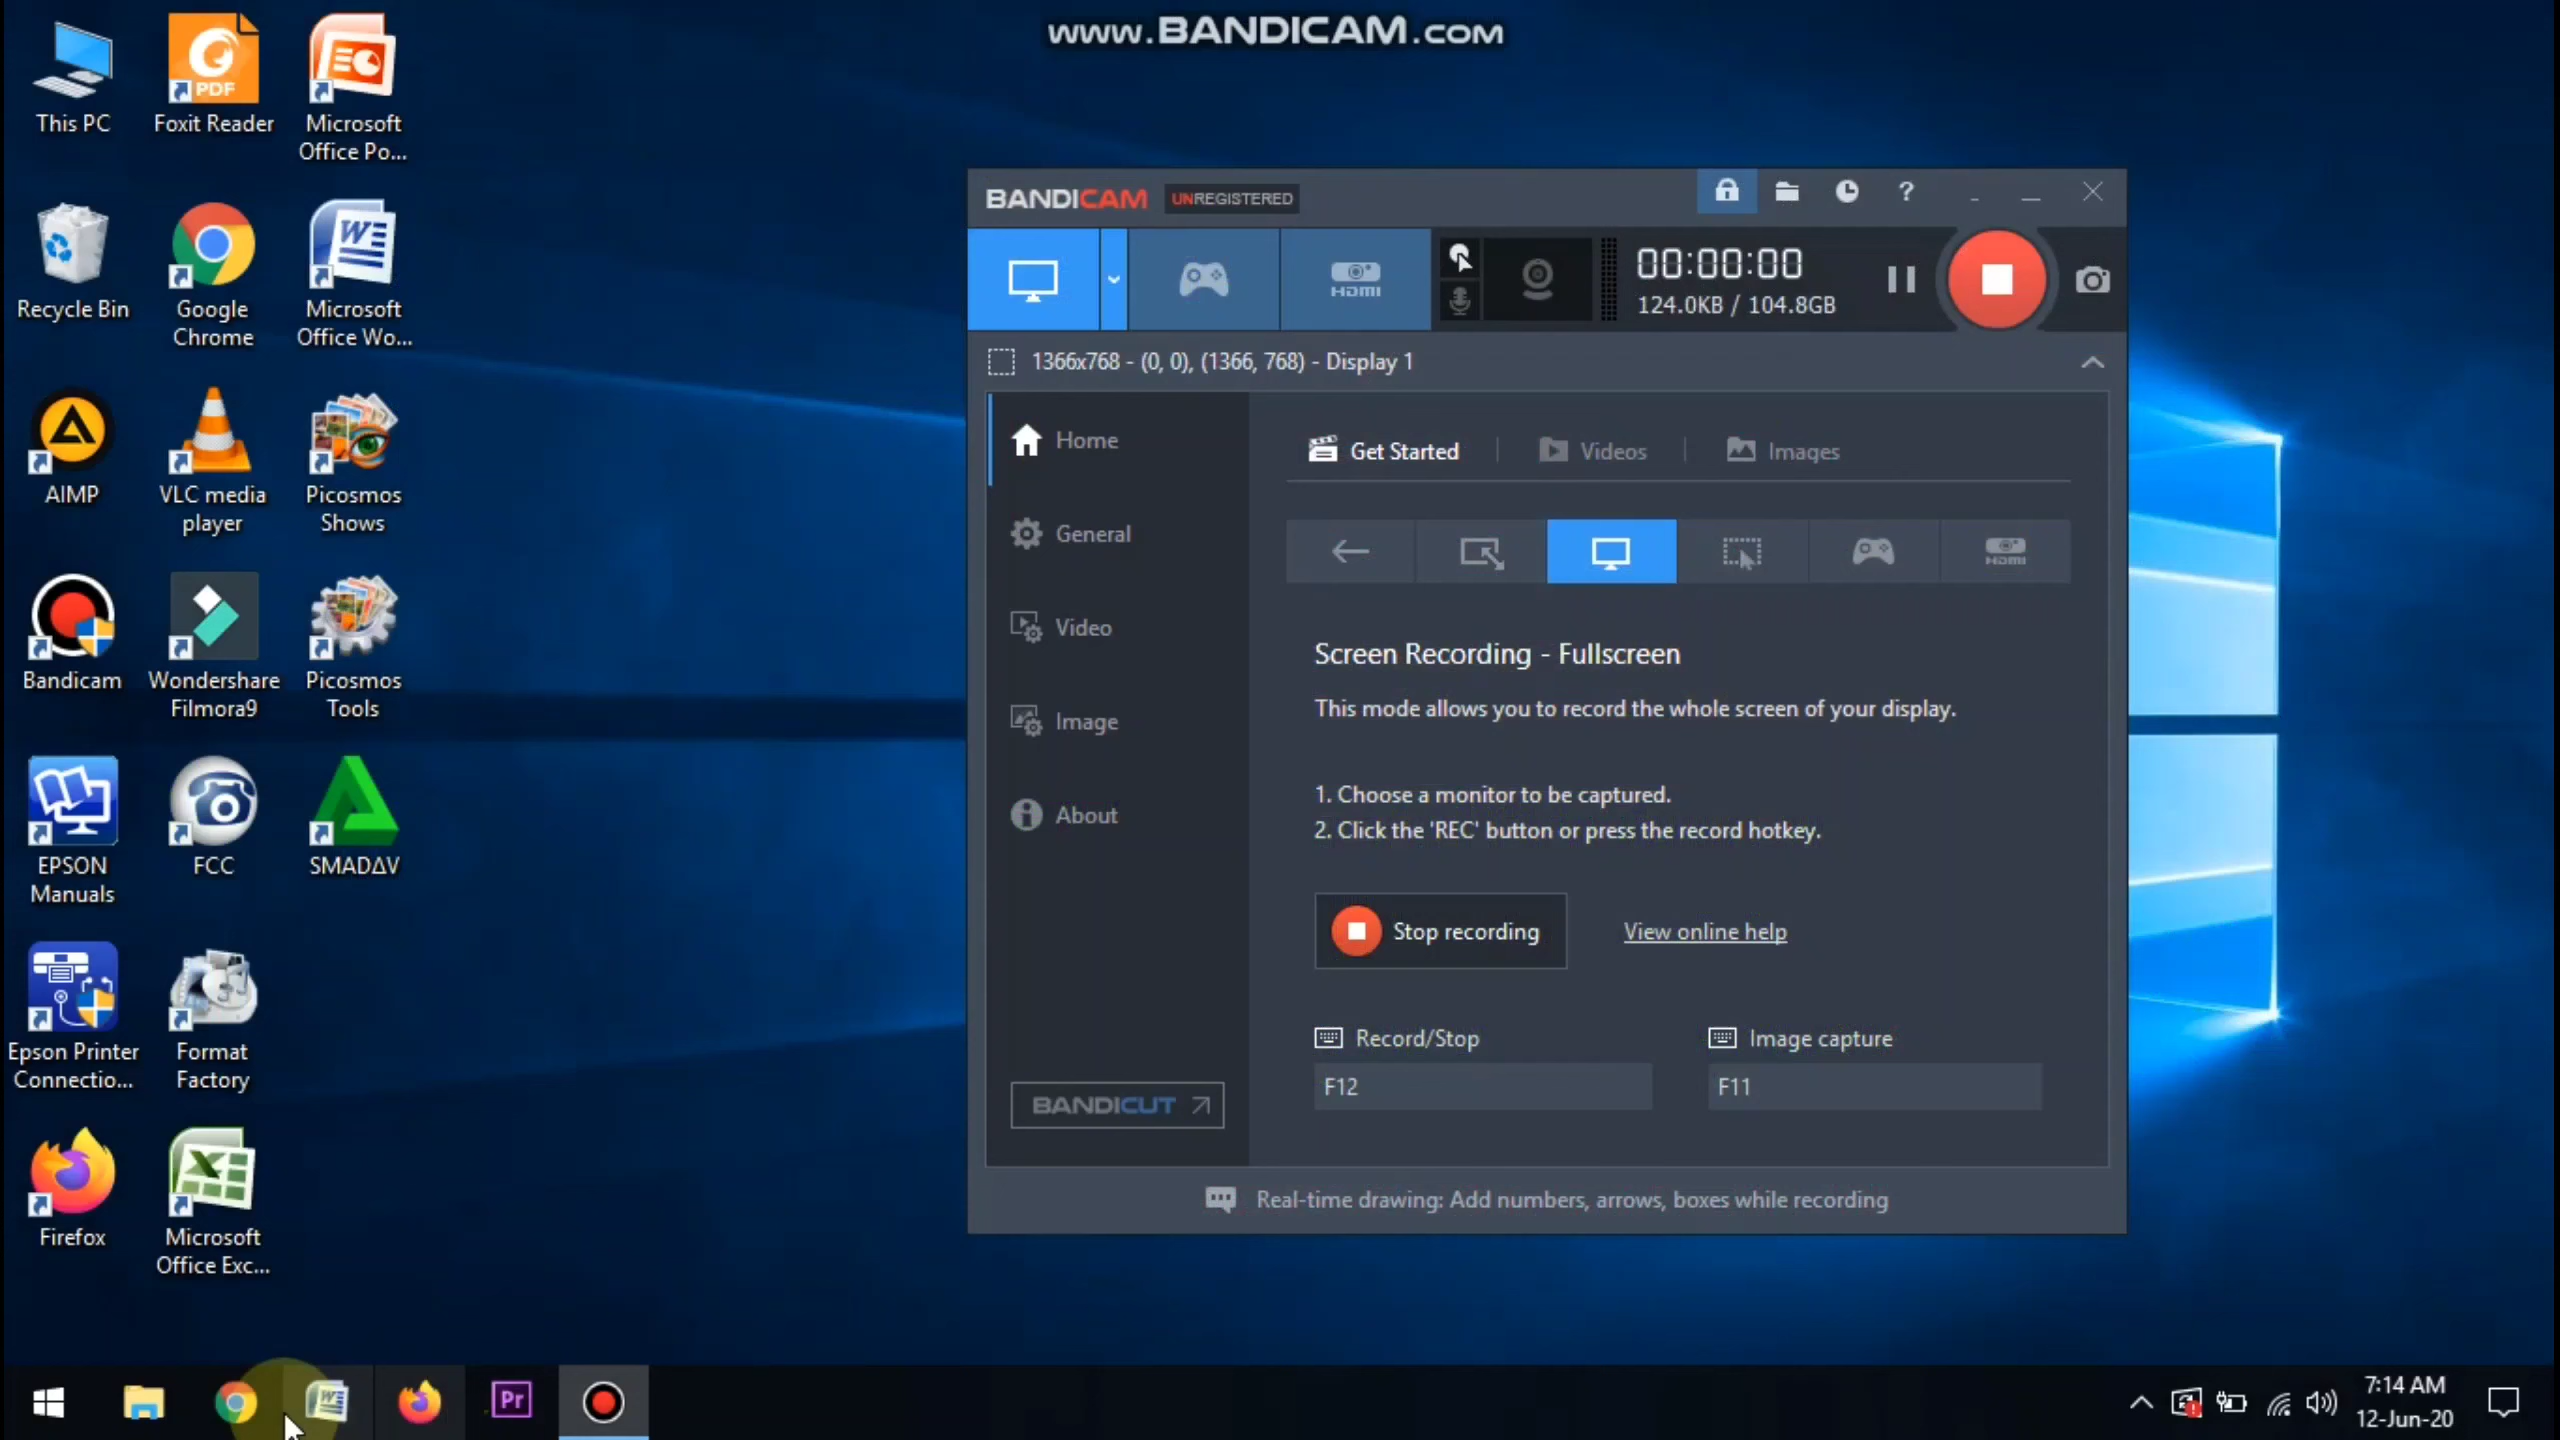 www.BANDICAM.com
This PC
Foxit Reader
Microsoft
Office Po...
PDF
Recycle Bin
Google
Chrome
Microsoft
Office Wo...
AIMP
VLC media
player
Picosmos
Shows
Bandicam
Wondershare
Filmora9
Picosmos
Tools
EPSON
Manuals
FCC
SMADΔV
Epson Printer
Connectio...
Format
Factory
Firefox
Microsoft
Office Exc...
BANDICAM UNREGISTERED
?
HDMI
00:00:00
124.0KB / 104.8GB
1366x768 - (0, 0), (1366, 768) - Display 1
Home
General
Video
Image
About
BANDICUT
Get Started
Videos
Images
HDMI
Screen Recording - Fullscreen
This mode allows you to record the whole screen of your display.
1. Choose a monitor to be captured.
2. Click the 'REC' button or press the record hotkey.
Stop recording
View online help
Record/Stop
Image capture
F12
F11
Real-time drawing: Add numbers, arrows, boxes while recording
Pr
7:14 AM
12-Jun-20